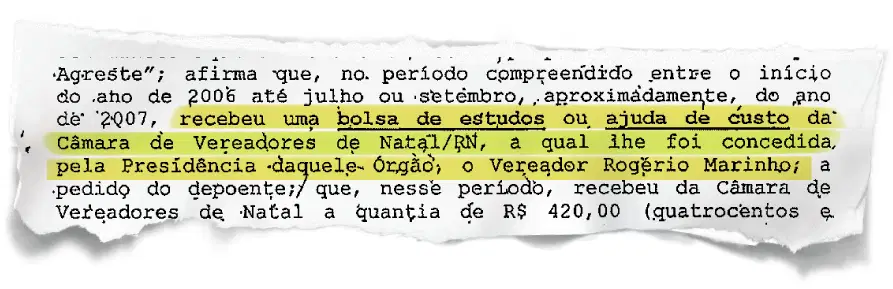 Agreste"; afirma que, no período compreendido entre o início
do ano de 2006 até julho ou setembro, aproximadamente, do ano
de 2007, recebeu uma bolsa de estudos ou ajuda de custo da
Câmara de Vereadores de Natal/RN, a qual lhe foi concedida,
pela Presidência daquele Órgão, o Vereador Rogério Marinho; a
pedido do depoente; que, nesse período, recebeu da Câmara de
Vereadores de Natal a quantia de R$ 420,00 (quatrocentos e